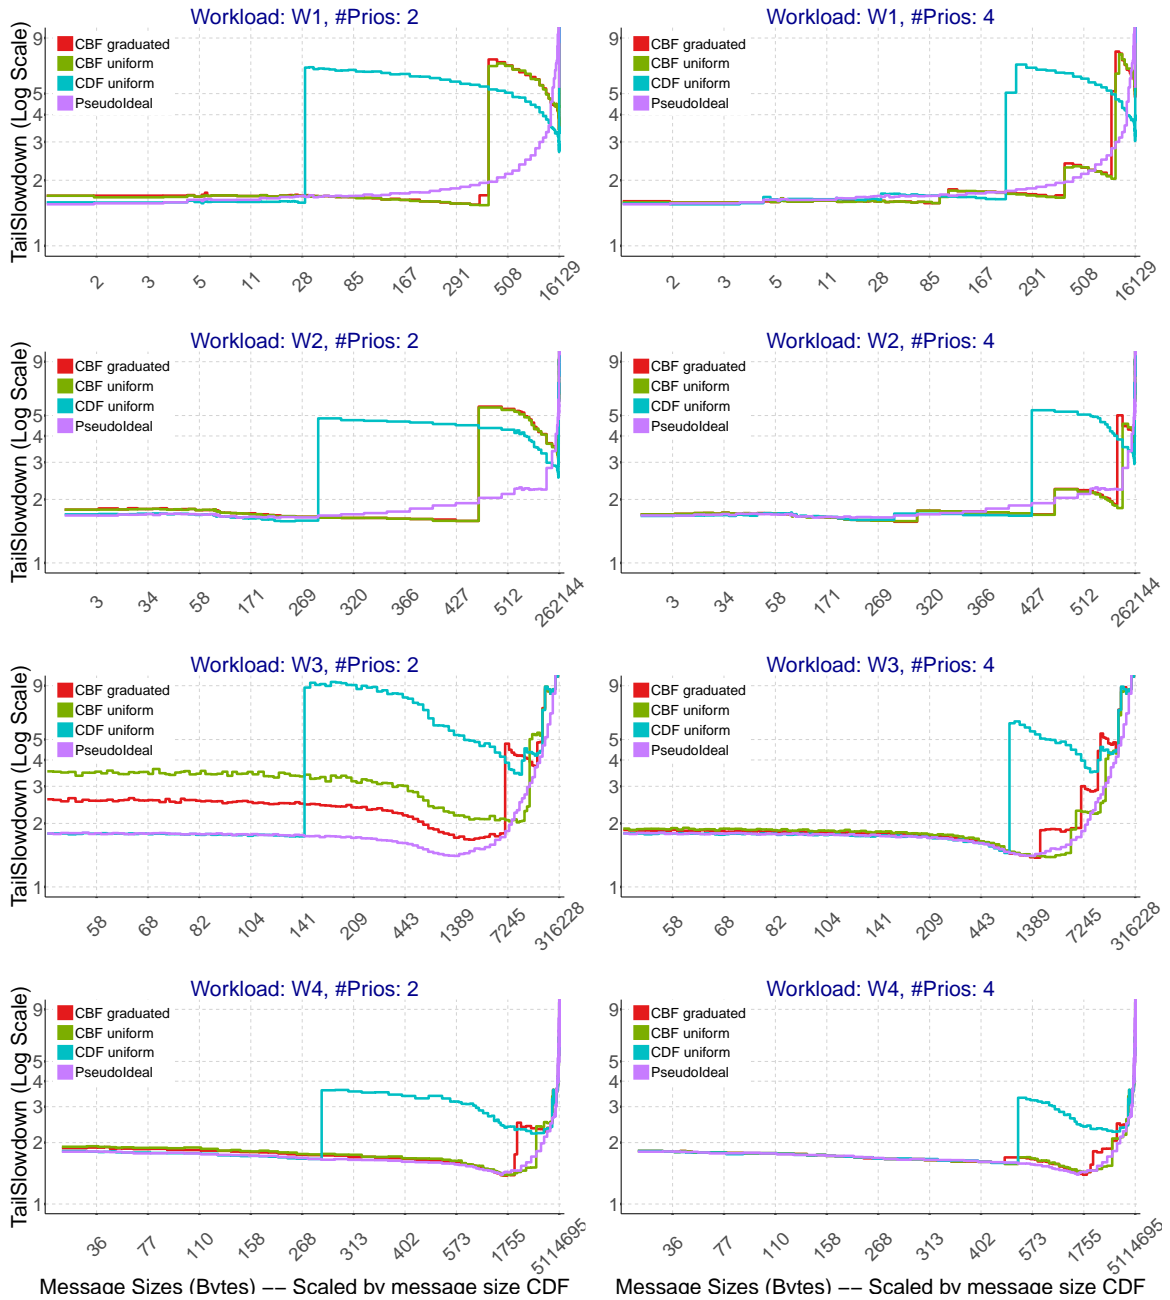 Workload: W1, #Prios: 2
TailSlowdown (Log Scale)
9
5
4
3
2
1
CBF graduated
CBF uniform
CDF uniform
PseudoIdeal
2 3 5 11 28 85 167 291 508 16129
Workload: W1, #Prios: 4
9
5
4
3
2
1
CBF graduated
CBF uniform
CDF uniform
PseudoIdeal
2 3 5 11 28 85 167 291 508 16129
Workload: W2, #Prios: 2
TailSlowdown (Log Scale)
9
5
4
3
2
1
CBF graduated
CBF uniform
CDF uniform
PseudoIdeal
3 34 58 171 269 320 366 427 512 262144
Workload: W2, #Prios: 4
9
5
4
3
2
1
CBF graduated
CBF uniform
CDF uniform
PseudoIdeal
3 34 58 171 269 320 366 427 512 262144
Workload: W3, #Prios: 2
TailSlowdown (Log Scale)
9
5
4
3
2
1
CBF graduated
CBF uniform
CDF uniform
PseudoIdeal
58 68 82 104 141 209 443 1389 7245 316228
Workload: W3, #Prios: 4
9
5
4
3
2
1
CBF graduated
CBF uniform
CDF uniform
PseudoIdeal
58 68 82 104 141 209 443 1389 7245 316228
Workload: W4, #Prios: 2
TailSlowdown (Log Scale)
9
5
4
3
2
1
CBF graduated
CBF uniform
CDF uniform
PseudoIdeal
36 77 110 158 268 313 402 573 1755 5114695
Message Sizes (Bytes) −− Scaled by message size CDF
Workload: W4, #Prios: 4
9
5
4
3
2
1
CBF graduated
CBF uniform
CDF uniform
PseudoIdeal
36 77 110 158 268 313 402 573 1755 5114695
Message Sizes (Bytes) −− Scaled by message size CDF